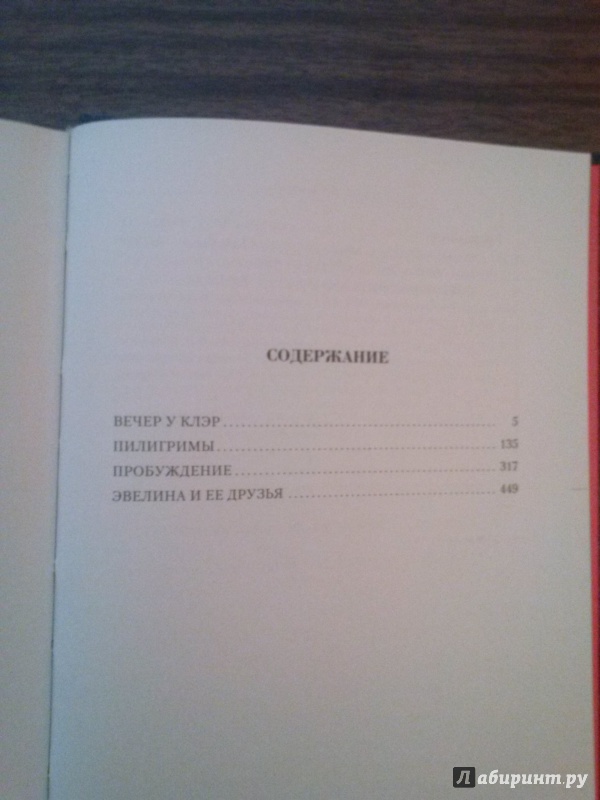 СОДЕРЖАНИЕ
ВЕЧЕР У КЛЭР 5
ПИЛИГРИМЫ 135
ПРОБУЖДЕНИЕ 317
ЭВЕЛИНА И ЕЕ ДРУЗЬЯ 449
Лабиринт.ру